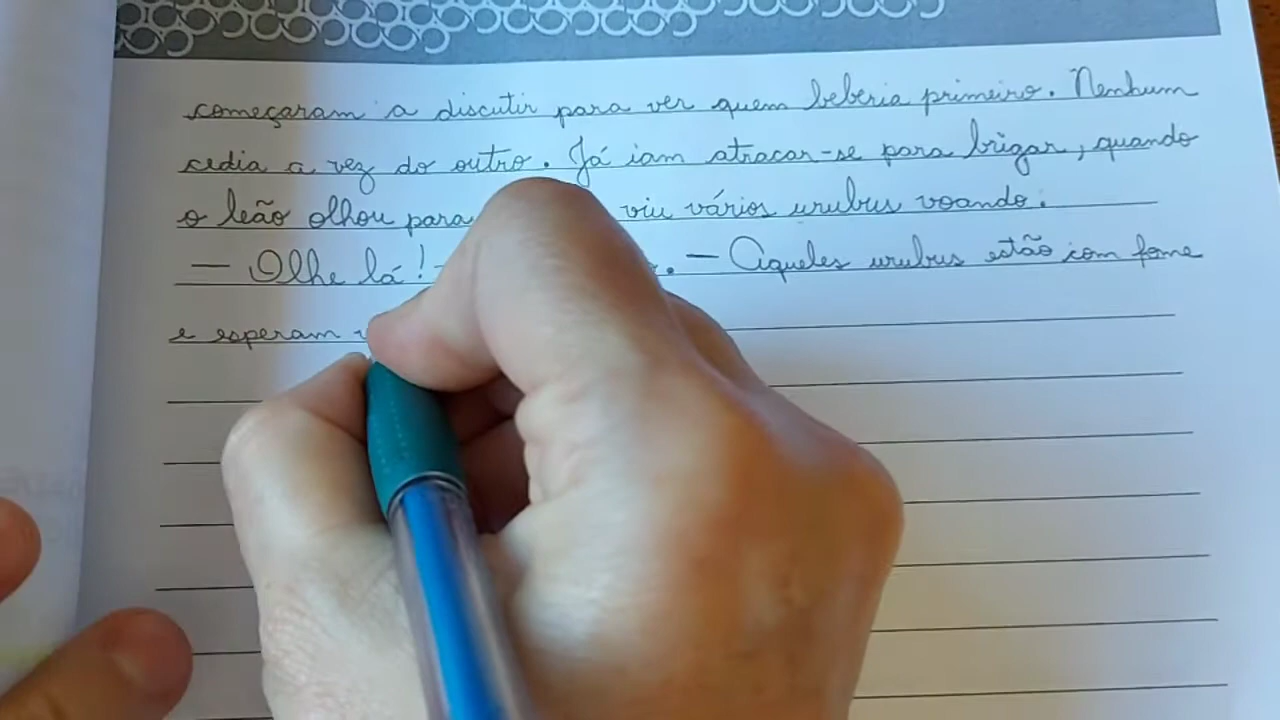 começaram a discutir para ver quem beberia primeiro. Nenhum
cedia a vez do outro. Já iam atracar-se para brigar, quando
o leão olhou para viu vários urubus voando.
— Olhe lá! — Aqueles urubus estão com fome
e esperam